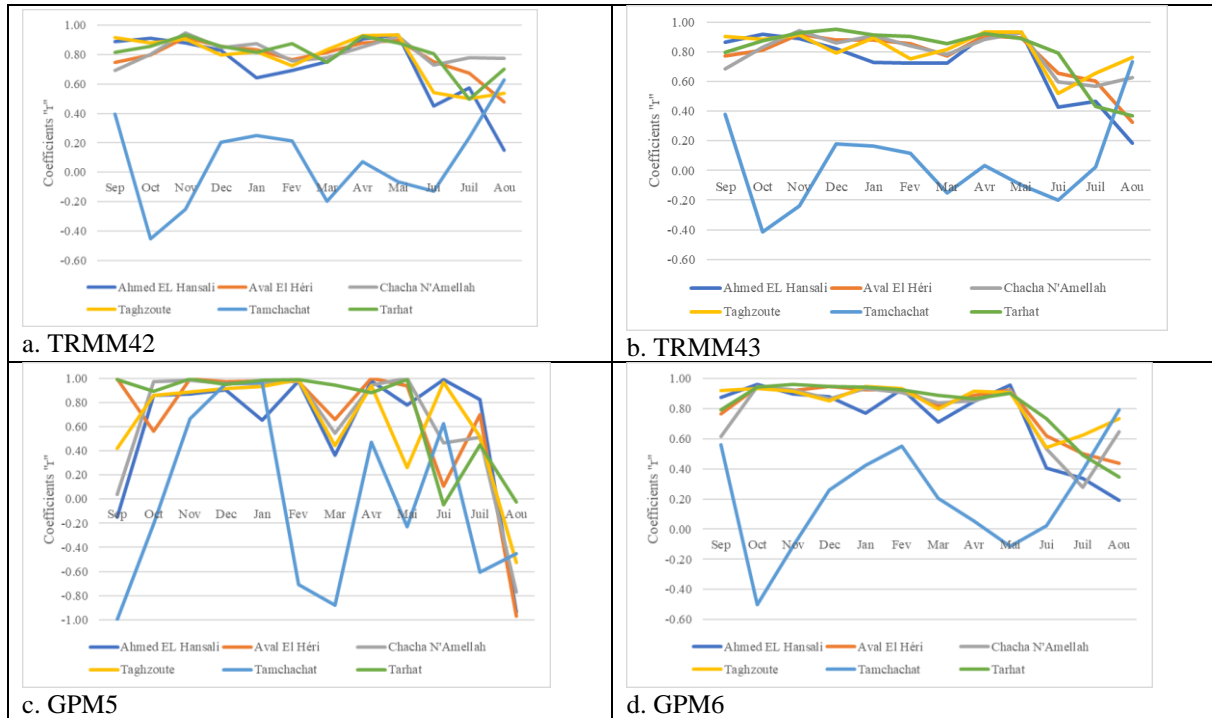 1.00
0.80
0.60
0.40
0.20
0.00
-0.20
-0.40
-0.60
Coefficients "r"
Sep Oct Nov Dec Jan Fev Mar Avr Mai Jui Juil Aou
Ahmed EL Hansali Aval El Héri Chacha N'Amellah
Taghzoute Tamchachat Tarhat
a. TRMM42
1.00
0.80
0.60
0.40
0.20
0.00
-0.20
-0.40
-0.60
Coefficients "r"
Sep Oct Nov Dec Jan Fev Mar Avr Mai Jui Juil Aou
Ahmed EL Hansali Aval El Héri Chacha N'Amellah
Taghzoute Tamchachat Tarhat
b. TRMM43
1.00
0.80
0.60
0.40
0.20
0.00
-0.20
-0.40
-0.60
-0.80
-1.00
Coefficients "r"
Sep Oct Nov Dec Jan Fev Mar Avr Mai Jui Juil Aou
Ahmed EL Hansali Aval El Héri Chacha N'Amellah
Taghzoute Tamchachat Tarhat
c. GPM5
1.00
0.80
0.60
0.40
0.20
0.00
-0.20
-0.40
-0.60
Coefficients "r"
Sep Oct Nov Dec Jan Fev Mar Avr Mai Jui Juil Aou
Ahmed EL Hansali Aval El Héri Chacha N'Amellah
Taghzoute Tamchachat Tarhat
d. GPM6